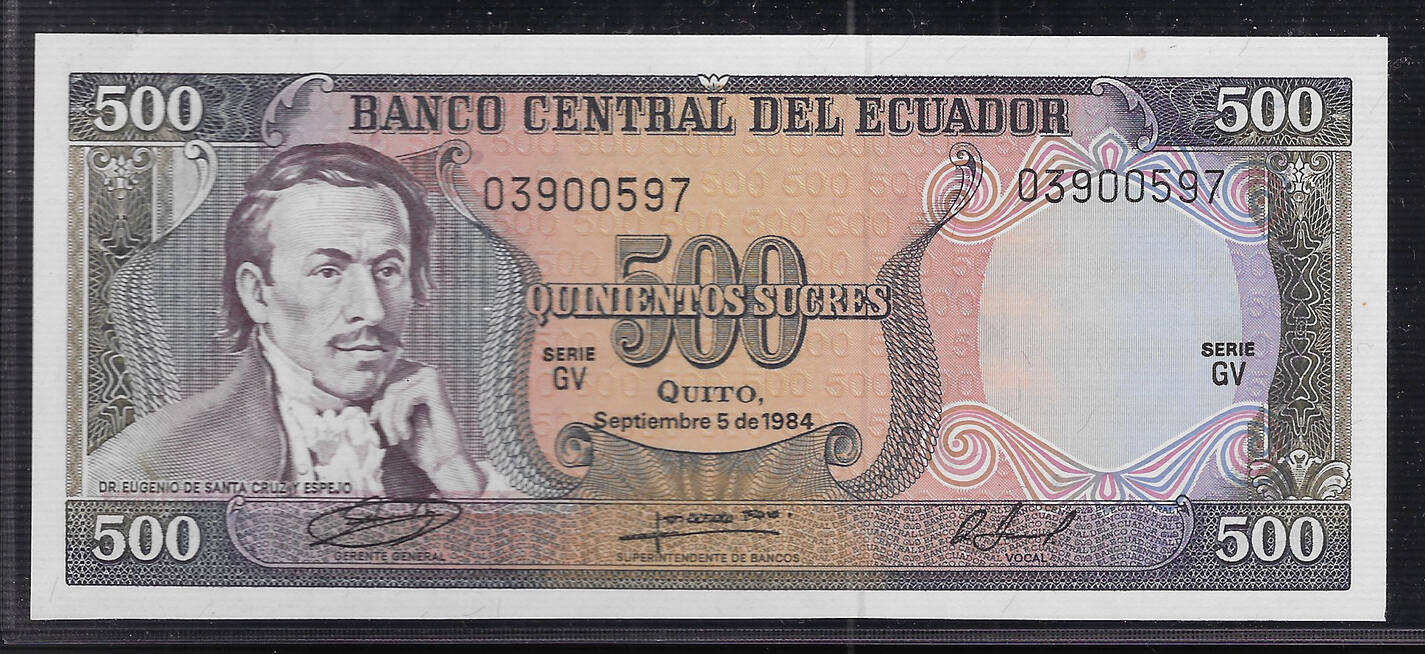 500
BANCO CENTRAL DEL ECUADOR
500
03900597
03900597
500
QUINIENTOS SUCRES
SERIE
GV
SERIE
GV
QUITO,
Septiembre 5 de 1984
DR. EUGENIO DE SANTA CRUZ Y ESPEJO
500
GERENTE GENERAL
SUPERINTENDENTE DE BANCOS
VOCAL
500